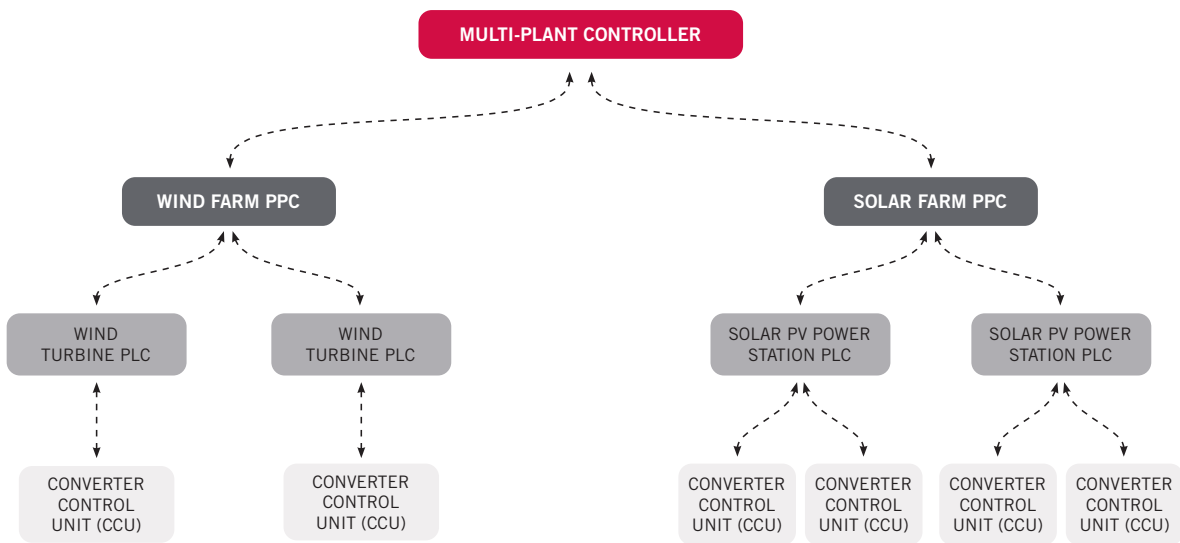 MULTI-PLANT CONTROLLER
WIND FARM PPC
SOLAR FARM PPC
WIND
TURBINE PLC
WIND
TURBINE PLC
SOLAR PV POWER
STATION PLC
SOLAR PV POWER
STATION PLC
CONVERTER
CONTROL
UNIT (CCU)
CONVERTER
CONTROL
UNIT (CCU)
CONVERTER
CONTROL
UNIT (CCU)
CONVERTER
CONTROL
UNIT (CCU)
CONVERTER
CONTROL
UNIT (CCU)
CONVERTER
CONTROL
UNIT (CCU)